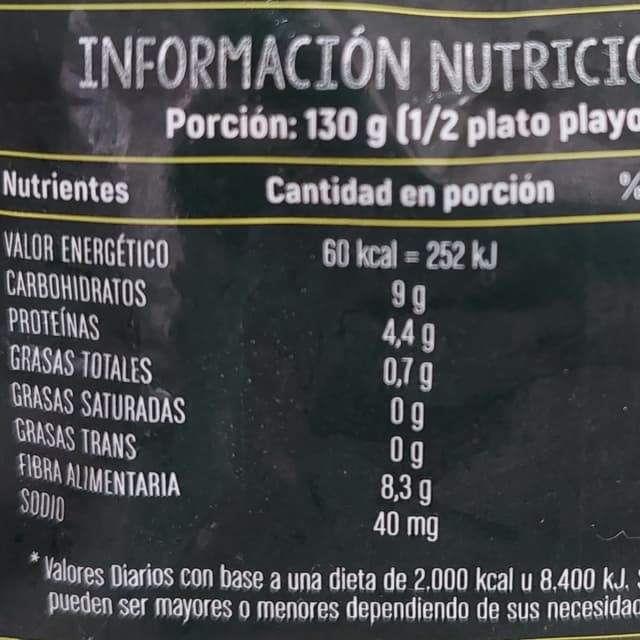 INFORMACIÓN
Porción: 130 g (1/2 plato
Nutrientes Cantidad en porción %
VALOR ENERGÉTICO 60 kcal = 252 kJ
CARBOHIDRATOS 9 g
PROTEÍNAS 4,4 g
GRASAS TOTALES 0,7 g
GRASAS SATURADAS 0 g
GRASAS TRANS 0 g
FIBRA ALIMENTARIA 8,3 g
SODIO 40 mg
* Valores Diarios con base a una dieta de 2.000 kcal u 8.400 kJ.
pueden ser mayores o menores dependiendo de sus